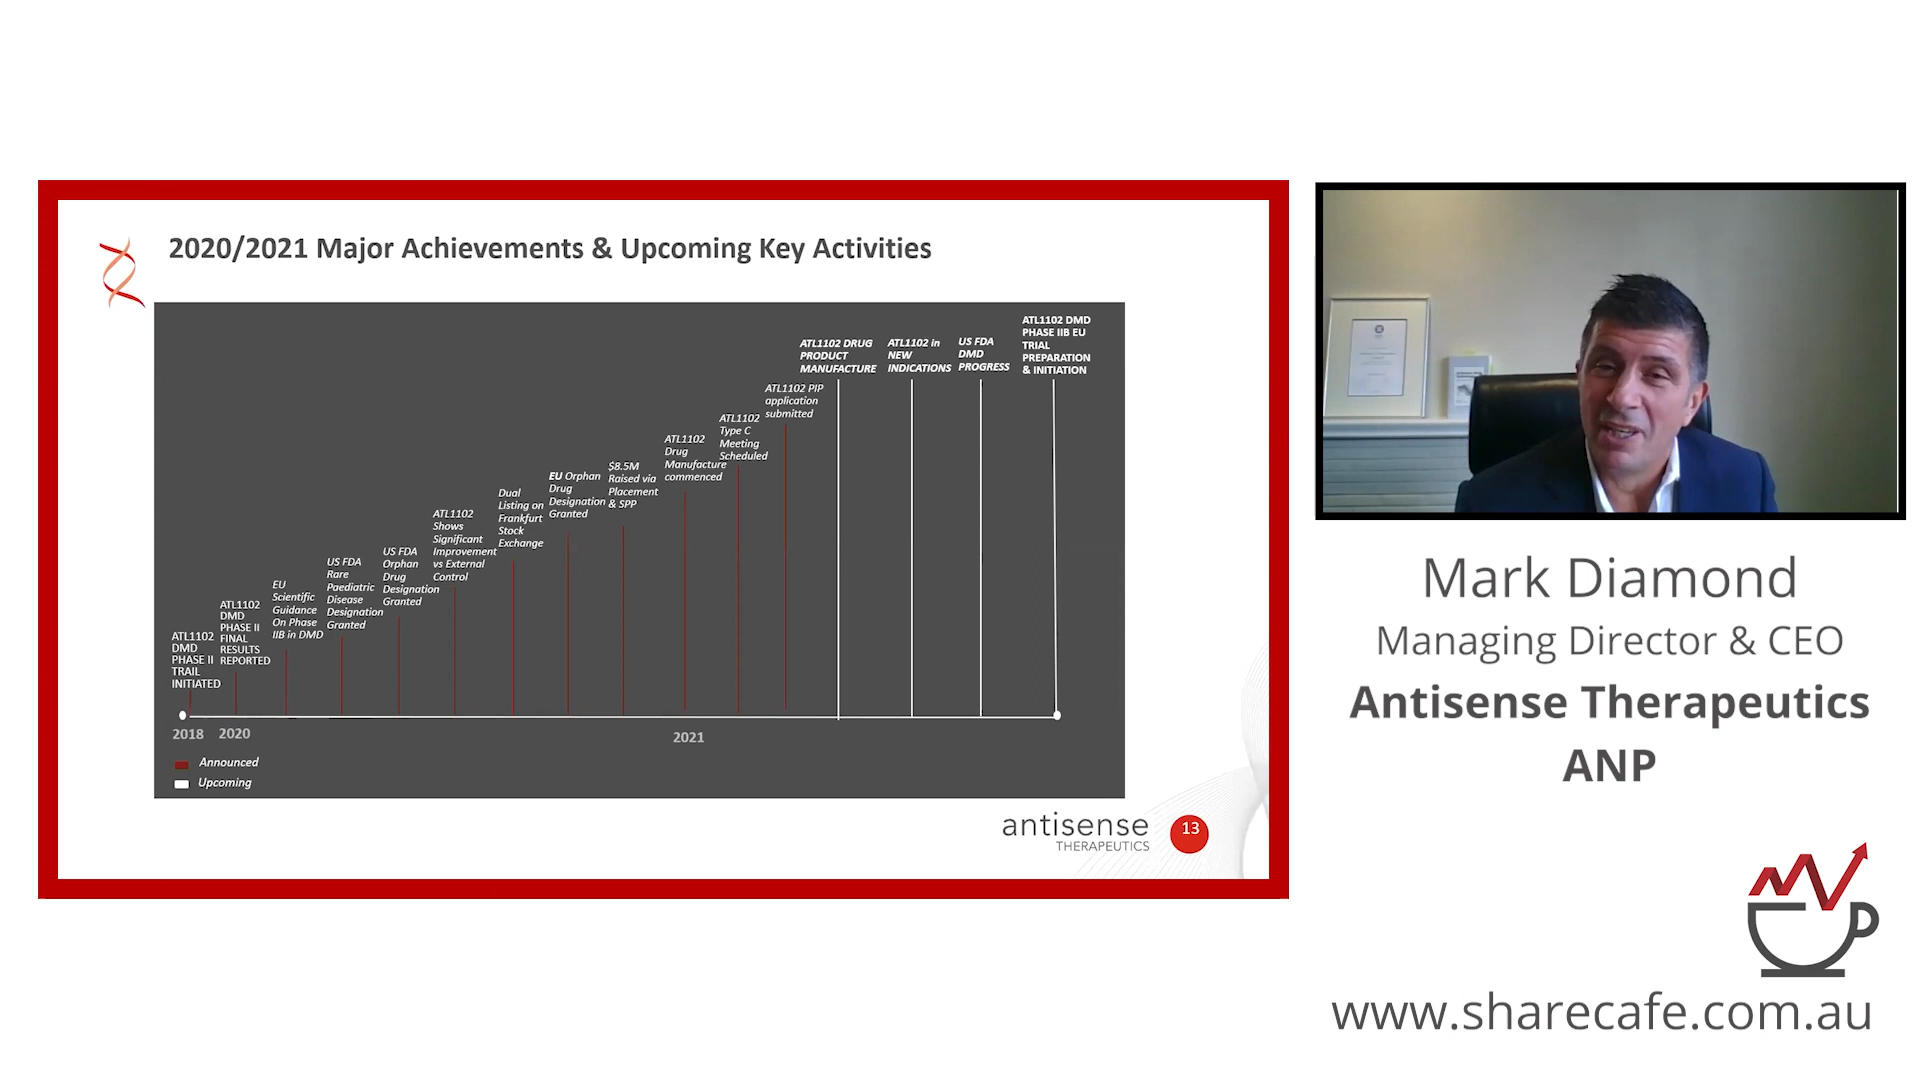 2020/2021 Major Achievements & Upcoming Key Activities
ATL1102
DMD
PHASE II
TRAIL
INITIATED
ATL1102
DMD
PHASE II
FINAL
RESULTS
REPORTED
EU
Scientific
Guidance
On Phase
IIB in DMD
US FDA
Rare
Paediatric
Disease
Designation
Granted
US FDA
Orphan
Drug
Designation
Granted
ATL1102
Shows
Significant
Improvement
vs External
Control
Dual
Listing on
Frankfurt
Stock
Exchange
EU Orphan
Drug
Designation
Granted
$8.5M
Raised via
Placement
& SPP
ATL1102
Drug
Manufacture
commenced
ATL1102
Type C
Meeting
Scheduled
ATL1102 PIP
application
submitted
ATL1102 DRUG
PRODUCT
MANUFACTURE
ATL1102 in
NEW
INDICATIONS
US FDA
DMD
PROGRESS
ATL1102 DMD
PHASE IIB EU
TRIAL
PREPARATION
& INITIATION
2018
2020
2021
Announced
Upcoming
antisense
THERAPEUTICS
13
Mark Diamond
Managing Director & CEO
Antisense Therapeutics
ANP
www.sharecafe.com.au